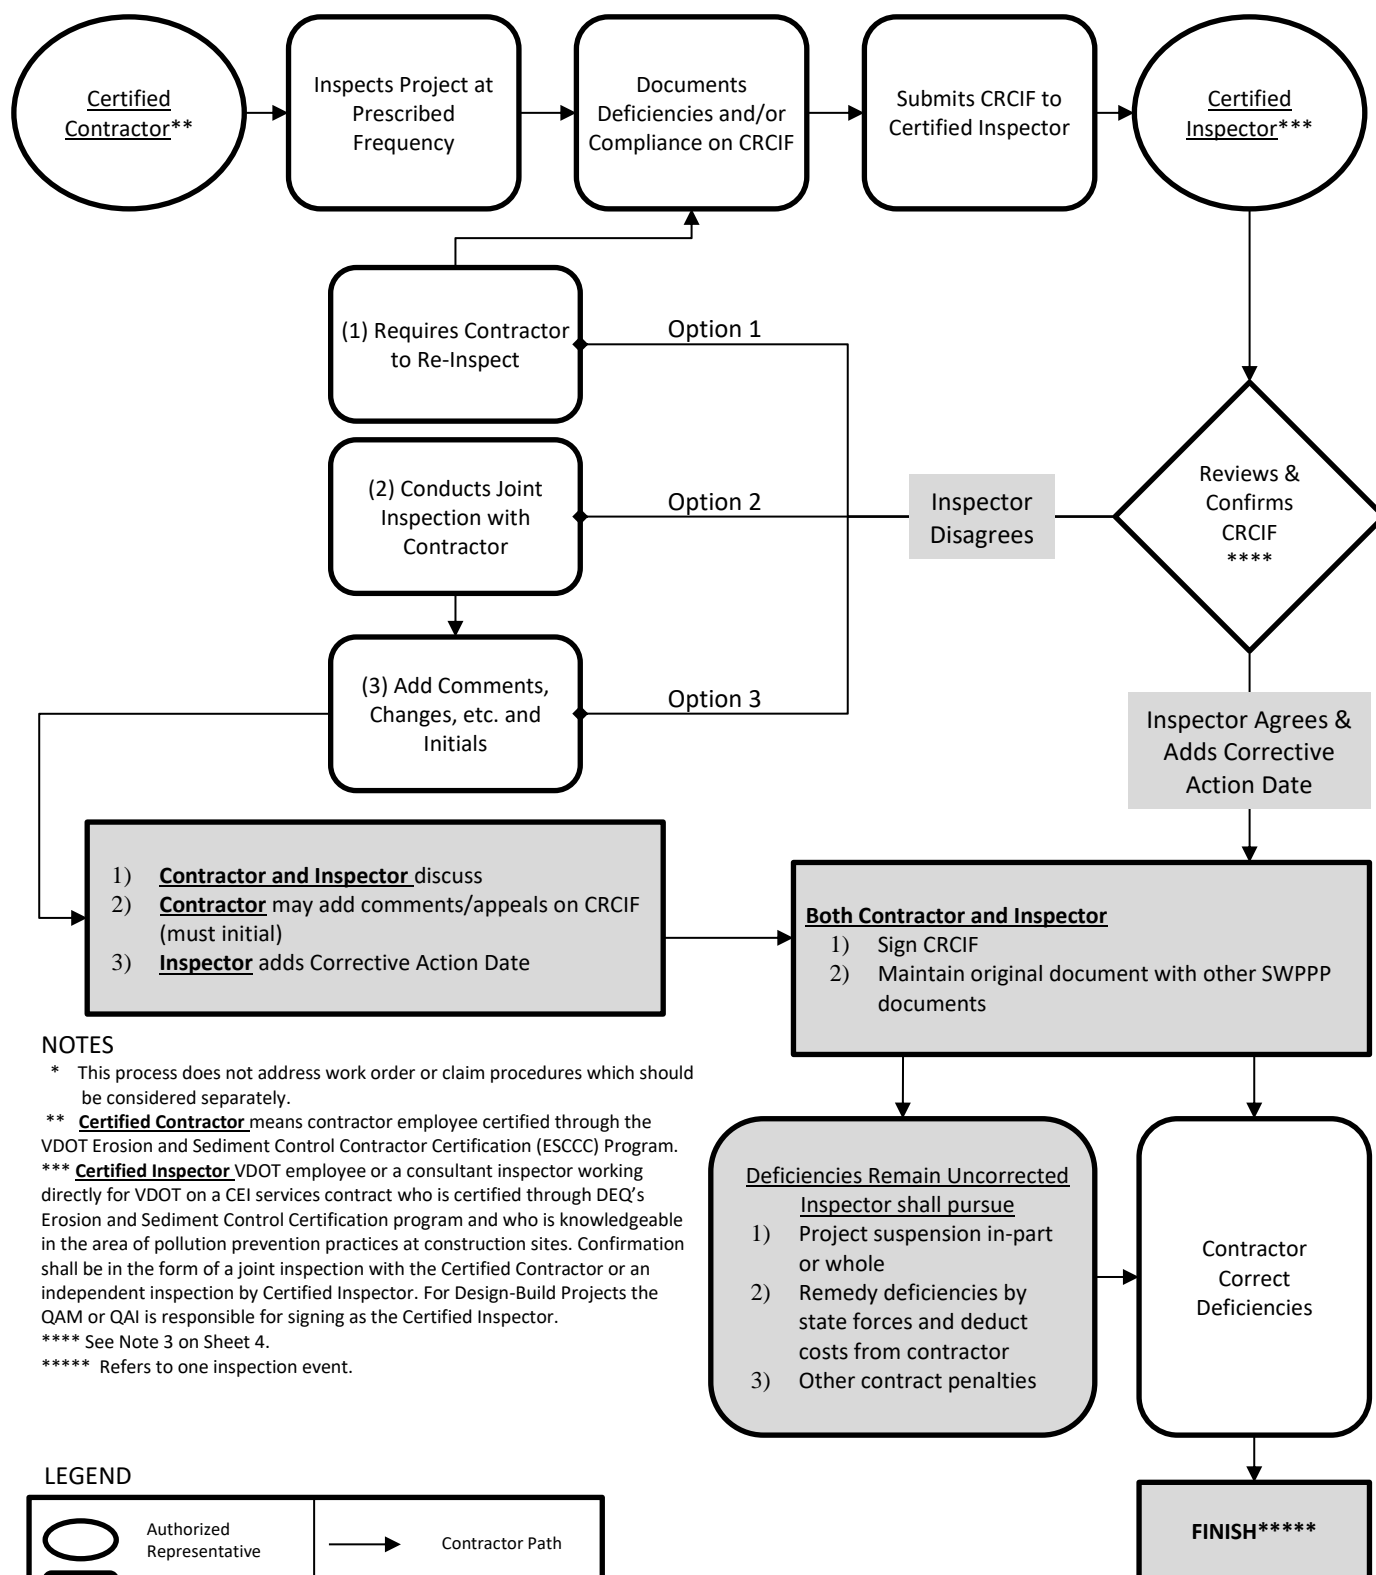 Certified
Contractor**
Inspects Project at
Prescribed
Frequency
Documents
Deficiencies and/or
Compliance on CRCIF
Submits CRCIF to
Certified Inspector
Certified
Inspector***
(1) Requires Contractor
to Re-Inspect
Option 1
(2) Conducts Joint
Inspection with
Contractor
Option 2
Inspector
Disagrees
Reviews &
Confirms
CRCIF
****
(3) Add Comments,
Changes, etc. and
Initials
Option 3
Inspector Agrees &
Adds Corrective
Action Date
1) Contractor and Inspector discuss
2) Contractor may add comments/appeals on CRCIF
(must initial)
3) Inspector adds Corrective Action Date
Both Contractor and Inspector
1) Sign CRCIF
2) Maintain original document with other SWPPP
documents
NOTES
* This process does not address work order or claim procedures which should
be considered separately.
** Certified Contractor means contractor employee certified through the
VDOT Erosion and Sediment Control Contractor Certification (ESCCC) Program.
*** Certified Inspector VDOT employee or a consultant inspector working
directly for VDOT on a CEI services contract who is certified through DEQ’s
Erosion and Sediment Control Certification program and who is knowledgeable
in the area of pollution prevention practices at construction sites. Confirmation
shall be in the form of a joint inspection with the Certified Contractor or an
independent inspection by Certified Inspector. For Design-Build Projects the
QAM or QAI is responsible for signing as the Certified Inspector.
**** See Note 3 on Sheet 4.
***** Refers to one inspection event.
Deficiencies Remain Uncorrected
Inspector shall pursue
1) Project suspension in-part
or whole
2) Remedy deficiencies by
state forces and deduct
costs from contractor
3) Other contract penalties
Contractor
Correct
Deficiencies
LEGEND
Authorized
Representative
Contractor Path
FINISH*****